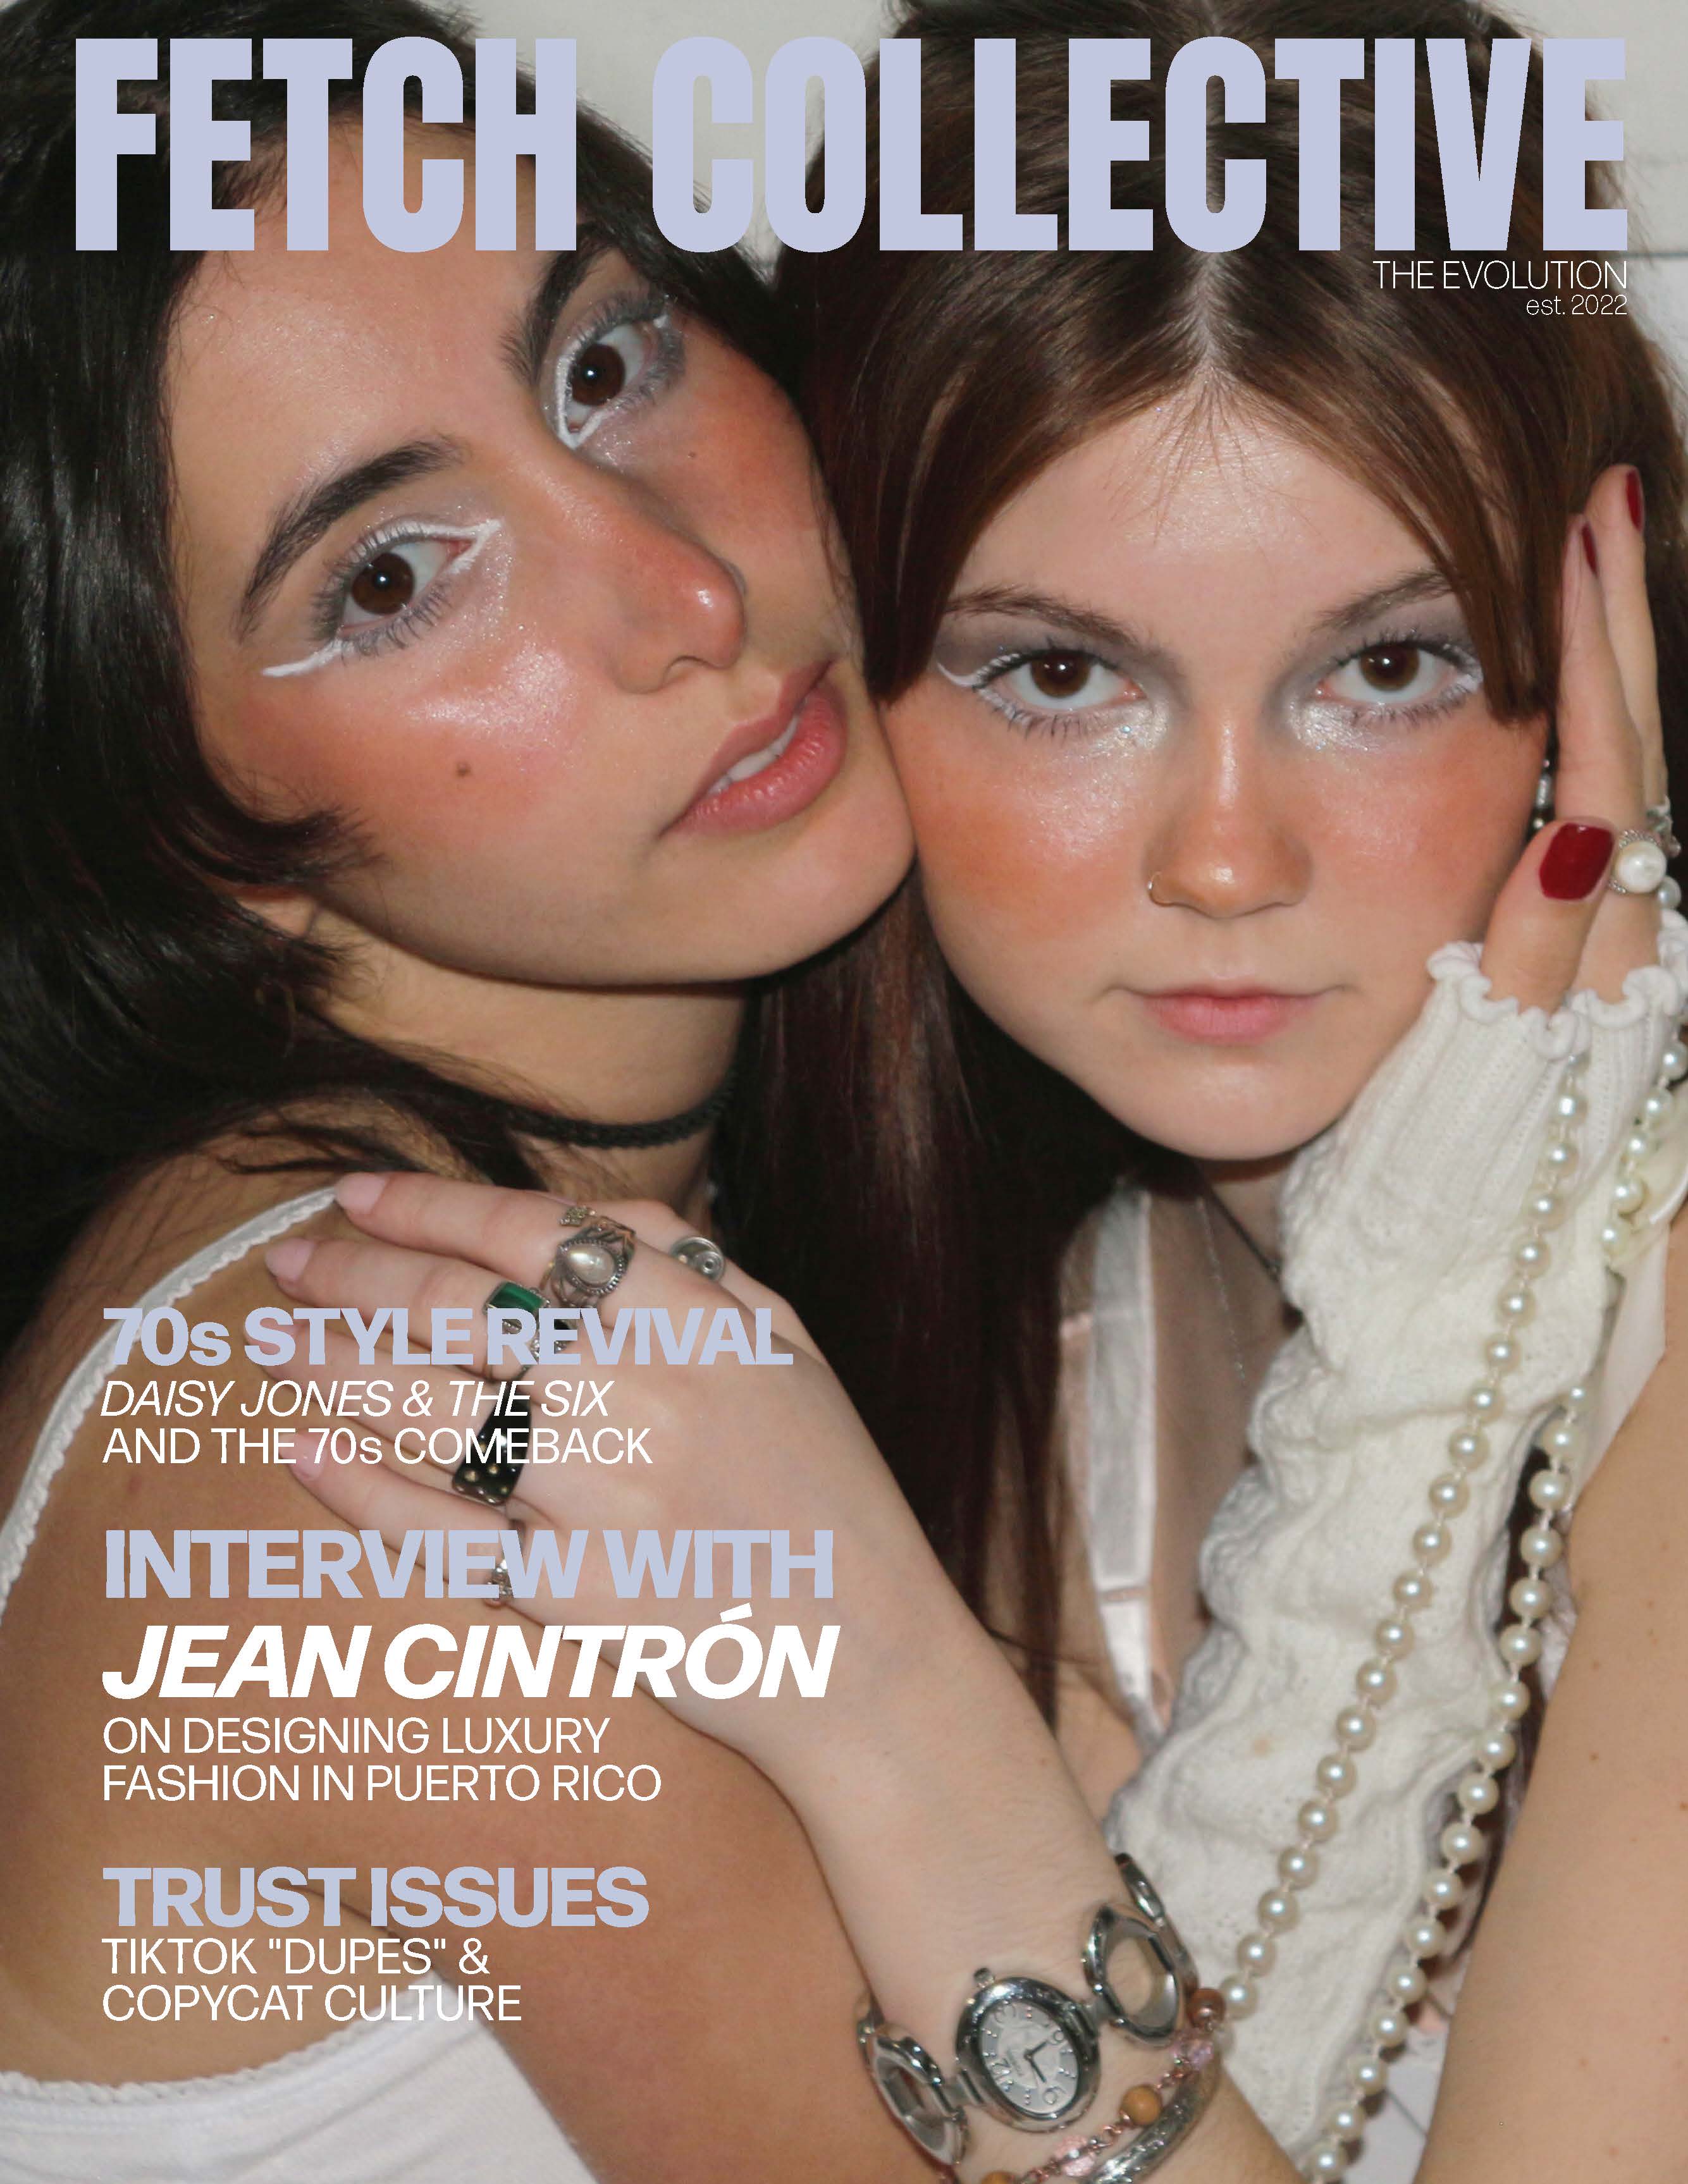 FETCH COLLECTIVE
THE EVOLUTION
est. 2022
70s STYLE REVIVAL
DAISY JONES & THE SIX
AND THE 70s COMEBACK
INTERVIEW WITH
JEAN CINTRÓN
ON DESIGNING LUXURY
FASHION IN PUERTO RICO
TRUST ISSUES
TIKTOK "DUPES" &
COPYCAT CULTURE